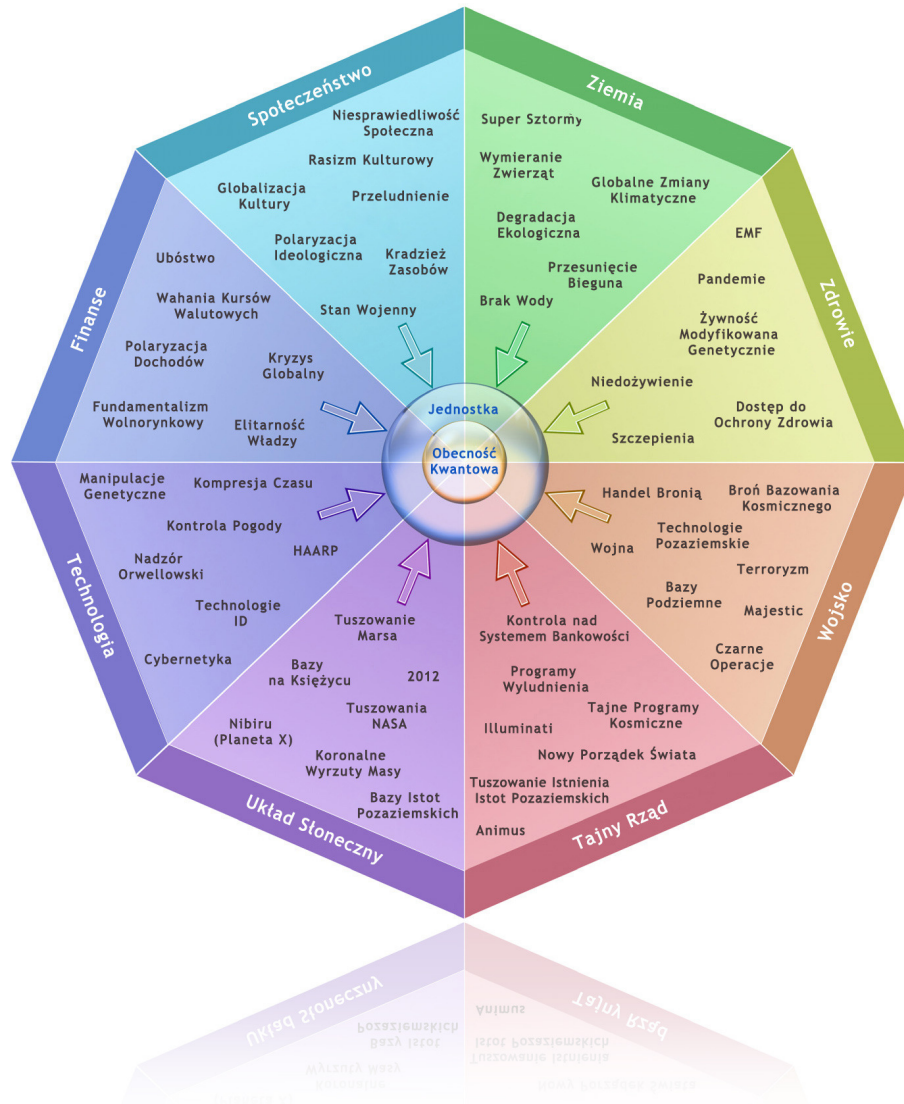 Społeczeństwo
Niesprawiedliwość
Społeczna
Rasizm Kulturowy
Globalizacja
Kultury
Przeludnienie
Polaryzacja
Ideologiczna
Kradzież
Zasobów
Stan Wojenny
Ziemia
Super Sztormy
Wymieranie
Zwierząt
Globalne Zmiany
Klimatyczne
Degradacja
Ekologiczna
Przesunięcie
Bieguna
Brak Wody
Zdrowie
EMF
Pandemie
Żywność
Modyfikowana
Genetycznie
Niedożywienie
Dostęp do
Ochrony Zdrowia
Szczepienia
Wojsko
Handel Bronią
Broń Bazowania
Kosmicznego
Wojna
Technologie
Pozaziemskie
Terroryzm
Bazy
Podziemne
Majestic
Czarne
Operacje
Tajny Rząd
Kontrola nad
Systemem Bankowości
Programy
Wyludnienia
Illuminati
Tajne Programy
Kosmiczne
Nowy Porządek Świata
Tuszowanie Istnienia
Istot Pozaziemskich
Animus
Układ Słoneczny
Tuszowanie
Marsa
Bazy
na Księżycu
2012
Tuszowania
NASA
Nibiru
(Planeta X)
Koronalne
Wyrzuty Masy
Bazy Istot
Pozaziemskich
Technologia
Manipulacje
Genetyczne
Kompresja Czasu
Kontrola Pogody
HAARP
Nadzór
Orwellowski
Technologie
ID
Cybernetyka
Finanse
Ubóstwo
Wahania Kursów
Walutowych
Polaryzacja
Dochodów
Kryzys
Globalny
Fundamentalizm
Wolnorynkowy
Elitarność
Władzy
Jednostka
Obecność
Kwantowa